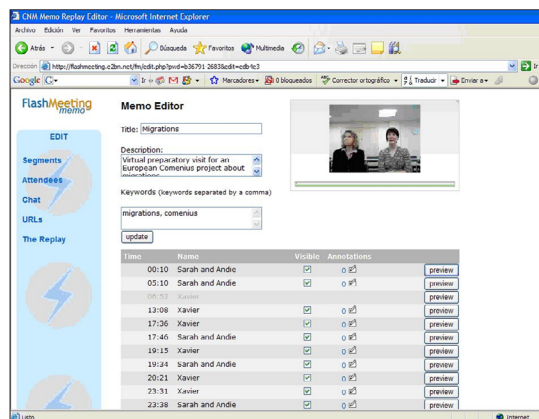 CNM Memo Replay Editor - Microsoft Internet Explorer
Archivo Edición Ver Favoritos Herramientas Ayuda
Atrás Búsqueda Favoritos Multimedia
Dirección http://flashmeeting.e2bn.net/fm/edit.php?pwd= Ir
Google G Ir Marcadores 0 bloqueados Corrector ortográfico Traducir Enviar a
FlashMeeting
memo
EDIT
Segments
Attendees
Chat
URLs
The Replay
Memo Editor
Title: Migrations
Description:
Virtual preparatory visit for an
European Comenius project about
migrations
Keywords (keywords separated by a comma)
migrations, comenius
update
Time Name Visible Annotations
00:10 Sarah and Andie 0 preview
05:10 Sarah and Andie 0 preview
06:53 Xavier preview
13:08 Xavier 0 preview
17:36 Xavier 0 preview
17:46 Sarah and Andie 0 preview
19:15 Xavier 0 preview
19:34 Sarah and Andie 0 preview
20:21 Xavier 0 preview
23:31 Xavier 0 preview
23:38 Sarah and Andie 0 preview
Listo Internet